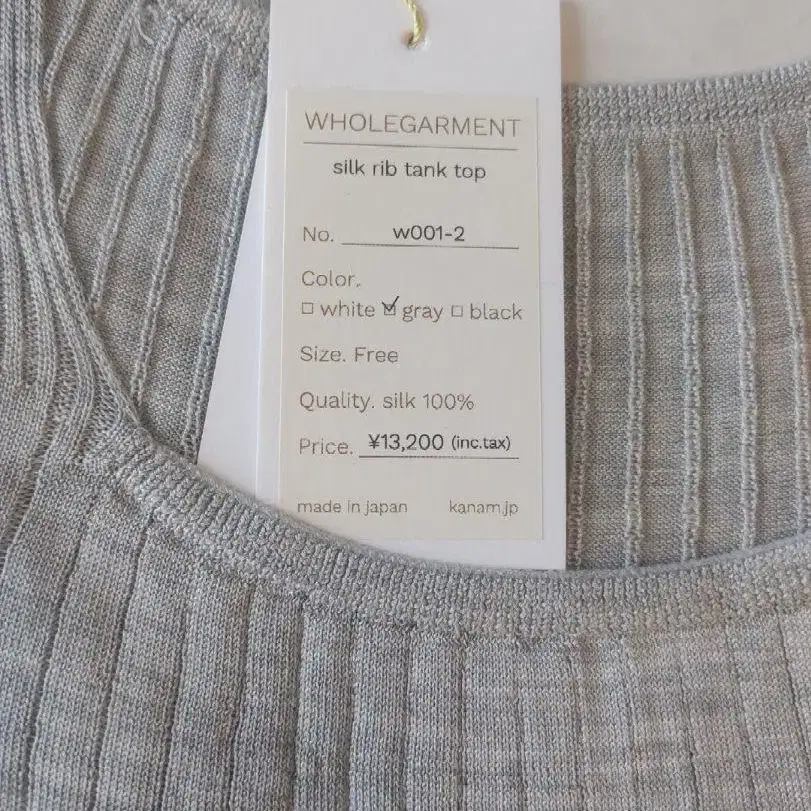 WHOLEGARMENT
silk rib tank top
No. w001-2
Color.
☐ white ☑ gray ☐ black
Size. Free
Quality. silk 100%
Price. ¥13,200 (inc.tax)
made in japan kanam.jp